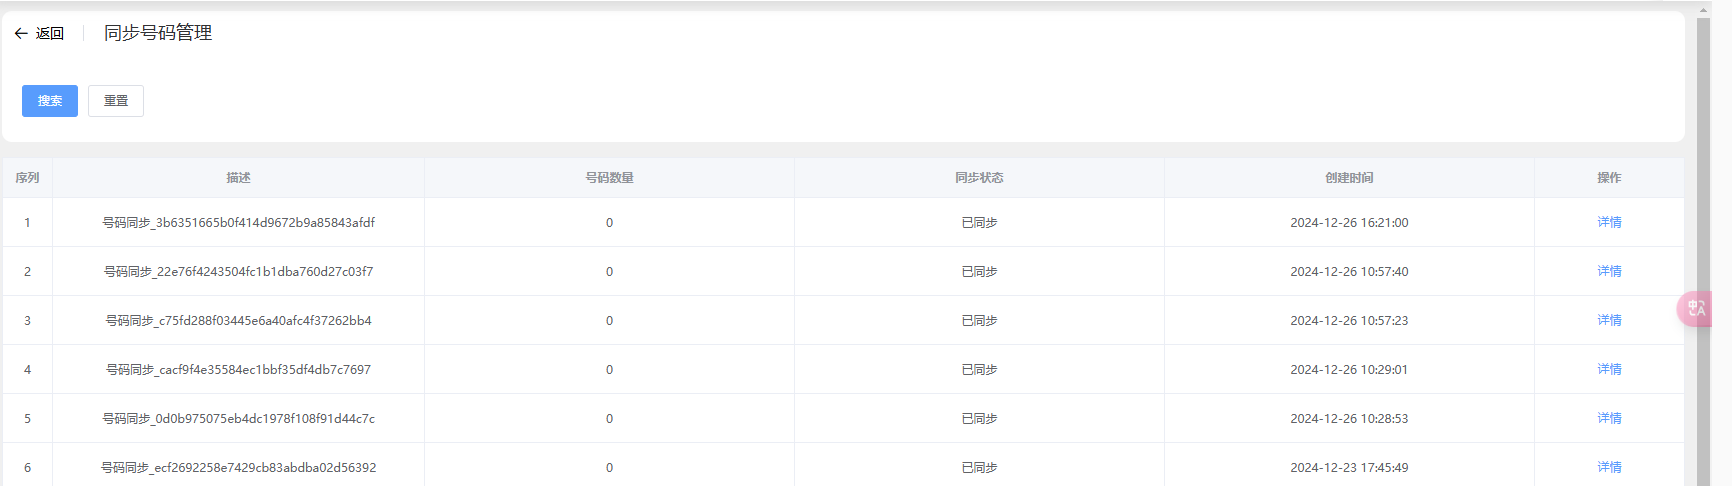 返回 同步号码管理
搜索 重置
序列 描述 号码数量 同步状态 创建时间 操作
1 号码同步_3b6351665b0f414d9672b9a85843afdf 0 已同步 2024-12-26 16:21:00 详情
2 号码同步_22e76f4243504fc1b1dba760d27c03f7 0 已同步 2024-12-26 10:57:40 详情
3 号码同步_c75fd288f03445e6a40afc4f37262bb4 0 已同步 2024-12-26 10:57:23 详情
4 号码同步_cacf9f4e35584ec1bbf35df4db7c7697 0 已同步 2024-12-26 10:29:01 详情
5 号码同步_0d0b975075eb4dc1978f108f91d44c7c 0 已同步 2024-12-26 10:28:53 详情
6 号码同步_ecf2692258e7429cb83abdba02d56392 0 已同步 2024-12-23 17:45:49 详情